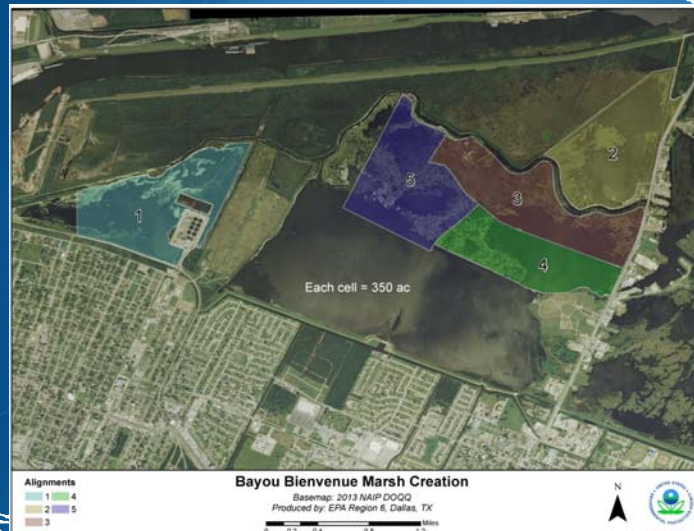 1
2
3
4
5
Each cell = 350 ac
Alignments
1 4
2 5
3
Bayou Bienvenue Marsh Creation
Basemap: 2013 NAIP DOQQ
Produced by: EPA Region 6, Dallas, TX
Miles
N